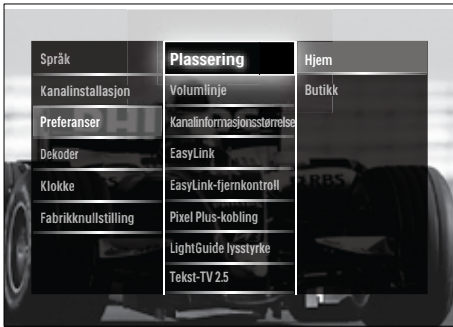 Språk
Kanalinstallasjon
Preferanser
Dekoder
Klokke
Fabrikknullstilling
Plassering
Volumlinje
Kanalinformasjonsstørrelse
EasyLink
EasyLink-fjernkontroll
Pixel Plus-kobling
LightGuide lysstyrke
Tekst-TV 2.5
Hjem
Butikk
RBS